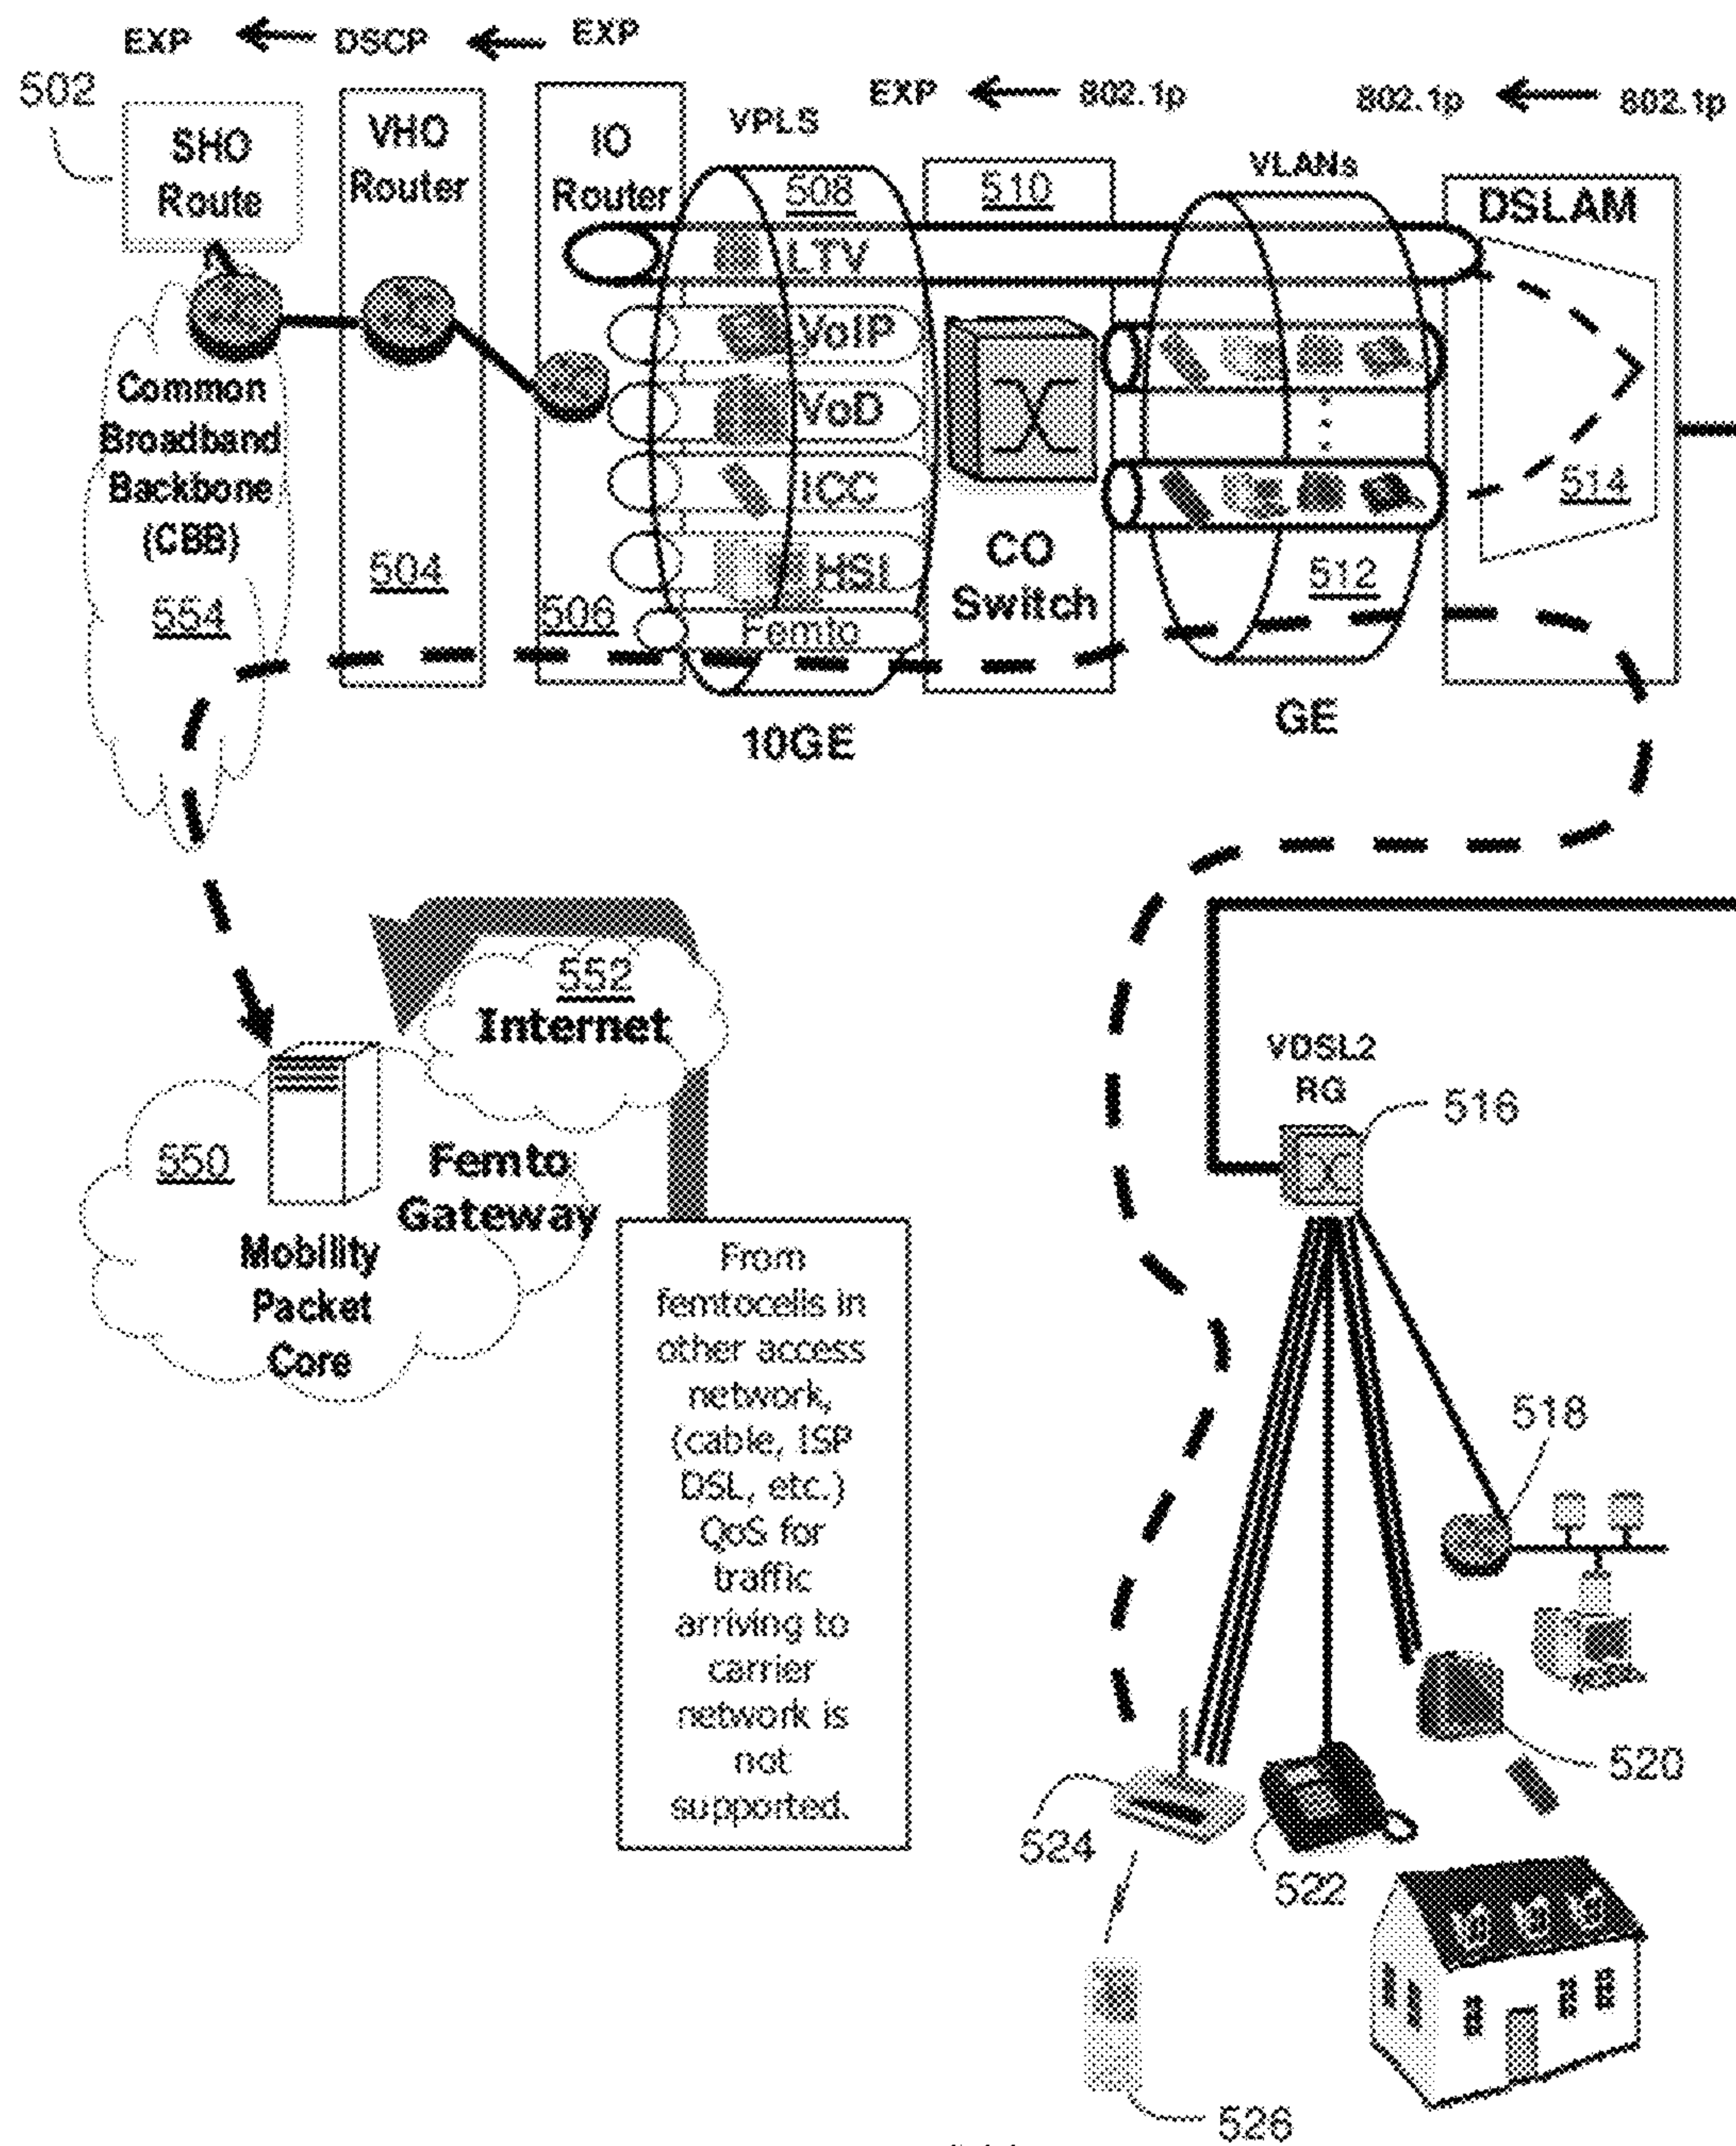 EXP ← DSCP ← EXP
EXP ← 802.1p
802.1p ← 802.1p
502
SHO
Route
VHO
Router
IO
Router
VPLS
508
510
VLANs
DSLAM
LTV
VoIP
VoD
ICC
HSI
Femto
Common
Broadband
Backbone
(CBB)
554
504
506
CO
Switch
512
514
10GE
GE
552
Internet
550
Femto
Gateway
Mobility
Packet
Core
From
femtocells in
other access
network,
(cable, ISP
DSL, etc.)
QoS for
traffic
arriving to
carrier
network is
not
supported.
VDSL2
RG
516
518
520
524
522
526